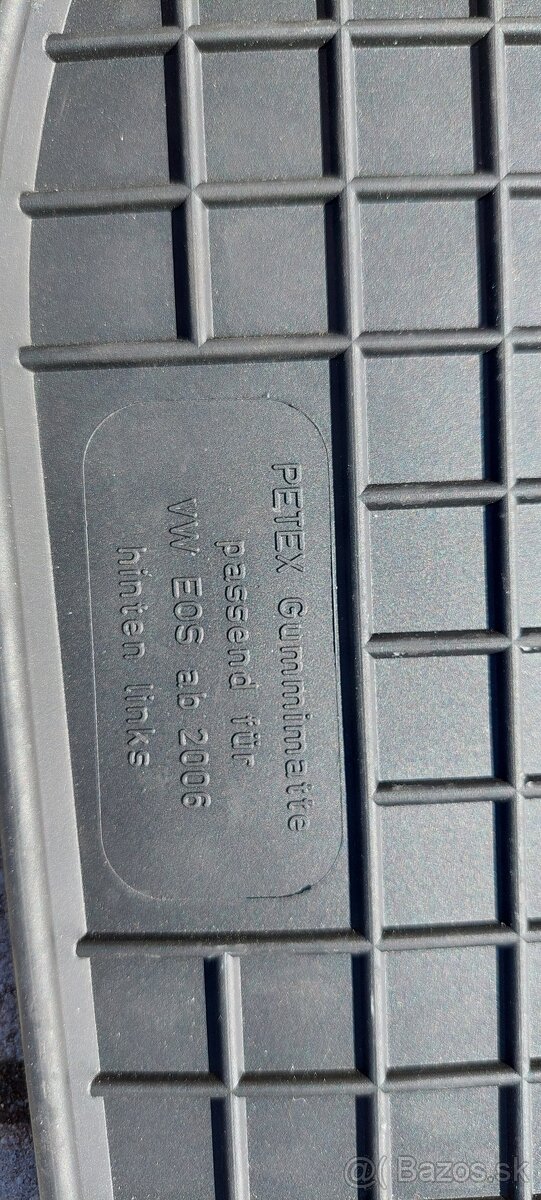 PETEX Gummimatte
passend für
VW EOS ab 2006
hinten links
Bazos.sk